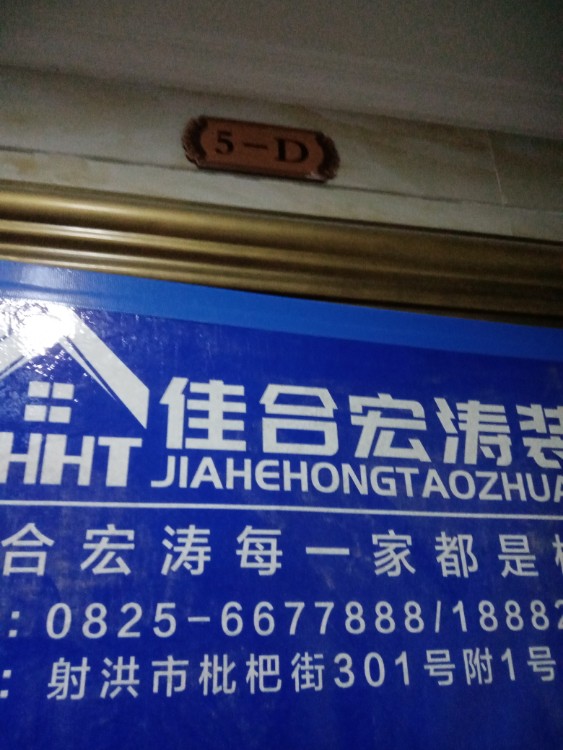 5-D
佳合宏涛装
HHT
JIAHEHONGTAOZHUA
合宏涛每一家都是
: 0825-6677888/18882
: 射洪市枇杷街301号附1号